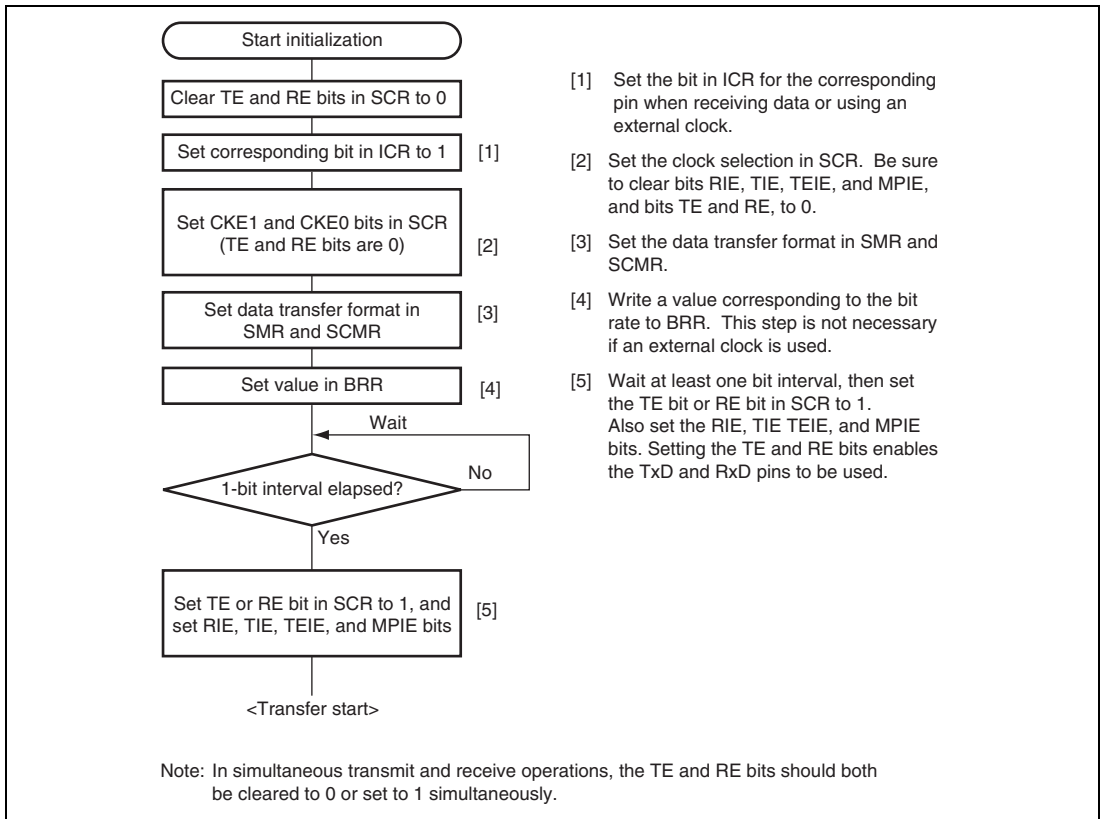 Start initialization
Clear TE and RE bits in SCR to 0
Set corresponding bit in ICR to 1
[1]
Set CKE1 and CKE0 bits in SCR
(TE and RE bits are 0)
[2]
Set data transfer format in
SMR and SCMR
[3]
Set value in BRR
[4]
Wait
No
1-bit interval elapsed?
Yes
Set TE or RE bit in SCR to 1, and
set RIE, TIE, TEIE, and MPIE bits
[5]
<Transfer start>
[1] Set the bit in ICR for the corresponding
pin when receiving data or using an
external clock.
[2] Set the clock selection in SCR. Be sure
to clear bits RIE, TIE, TEIE, and MPIE,
and bits TE and RE, to 0.
[3] Set the data transfer format in SMR and
SCMR.
[4] Write a value corresponding to the bit
rate to BRR. This step is not necessary
if an external clock is used.
[5] Wait at least one bit interval, then set
the TE bit or RE bit in SCR to 1.
Also set the RIE, TIE TEIE, and MPIE
bits. Setting the TE and RE bits enables
the TxD and RxD pins to be used.
Note: In simultaneous transmit and receive operations, the TE and RE bits should both
be cleared to 0 or set to 1 simultaneously.